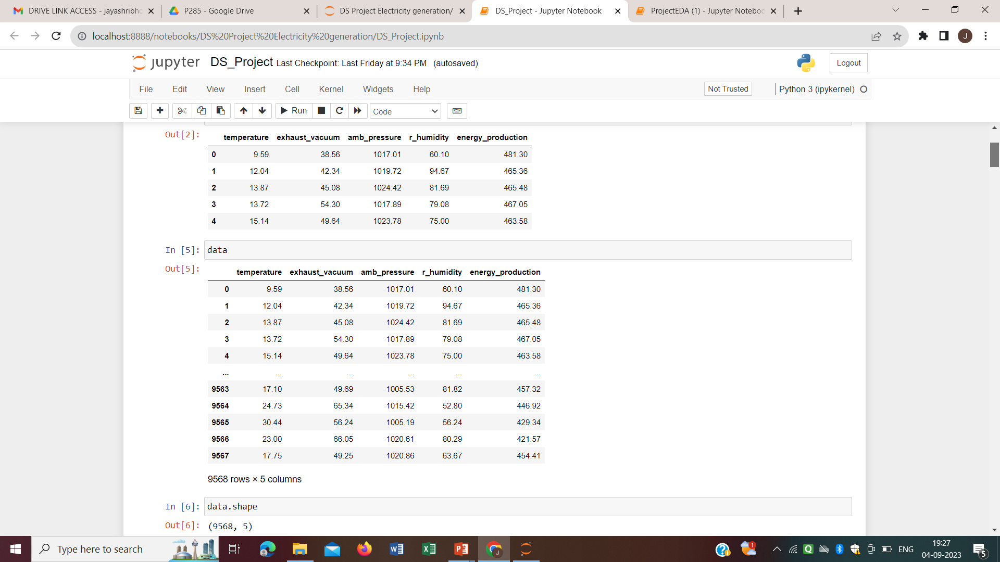 DRIVE LINK ACCESS - jayashribho
P285 - Google Drive
DS Project Electricity generation/
DS_Project - Jupyter Notebook
ProjectEDA (1) - Jupyter Noteboo
localhost:8888/notebooks/DS%20Project%20Electricity%20generation/DS_Project.ipynb
J
jupyter DS_Project Last Checkpoint: Last Friday at 9:34 PM (autosaved)
Logout
File Edit View Insert Cell Kernel Widgets Help
Not Trusted
Python 3 (ipykernel)
Run
Code
Out[2]:
temperature exhaust_vacuum amb_pressure r_humidity energy_production
0 9.59 38.56 1017.01 60.10 481.30
1 12.04 42.34 1019.72 94.67 465.36
2 13.87 45.08 1024.42 81.69 465.48
3 13.72 54.30 1017.89 79.08 467.05
4 15.14 49.64 1023.78 75.00 463.58
In [5]: data
Out[5]:
temperature exhaust_vacuum amb_pressure r_humidity energy_production
0 9.59 38.56 1017.01 60.10 481.30
1 12.04 42.34 1019.72 94.67 465.36
2 13.87 45.08 1024.42 81.69 465.48
3 13.72 54.30 1017.89 79.08 467.05
4 15.14 49.64 1023.78 75.00 463.58
... ... ... ... ... ...
9563 17.10 49.69 1005.53 81.82 457.32
9564 24.73 65.34 1015.42 52.80 446.92
9565 30.44 56.24 1005.19 56.24 429.34
9566 23.00 66.05 1020.61 80.29 421.57
9567 17.75 49.25 1020.86 63.67 454.41
9568 rows × 5 columns
In [6]: data.shape
Out[6]: (9568, 5)
Type here to search
ENG
19:27
04-09-2023
5